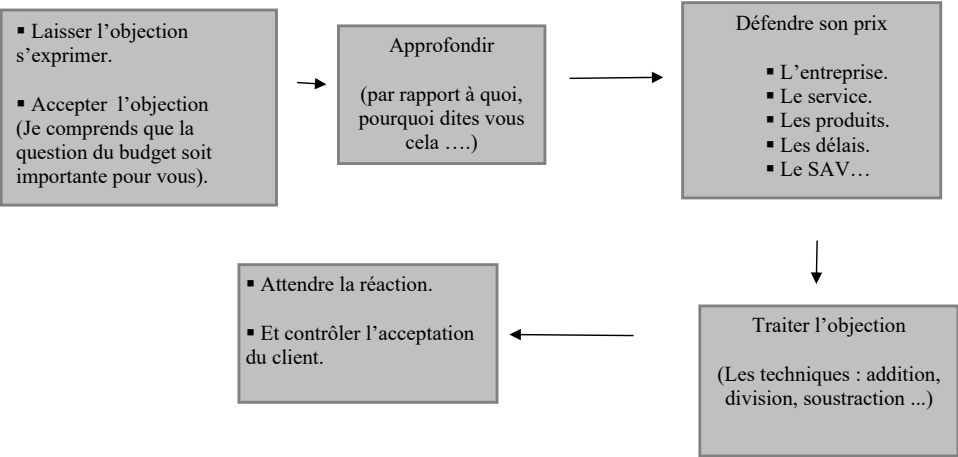 ▪ Laisser l’objection
s’exprimer.
▪ Accepter l’objection
(Je comprends que la
question du budget soit
importante pour vous).
Approfondir
(par rapport à quoi,
pourquoi dites vous
cela ….)
Défendre son prix
▪ L’entreprise.
▪ Le service.
▪ Les produits.
▪ Les délais.
▪ Le SAV…
Traiter l’objection
(Les techniques : addition,
division, soustraction ...)
▪ Attendre la réaction.
▪ Et contrôler l’acceptation
du client.